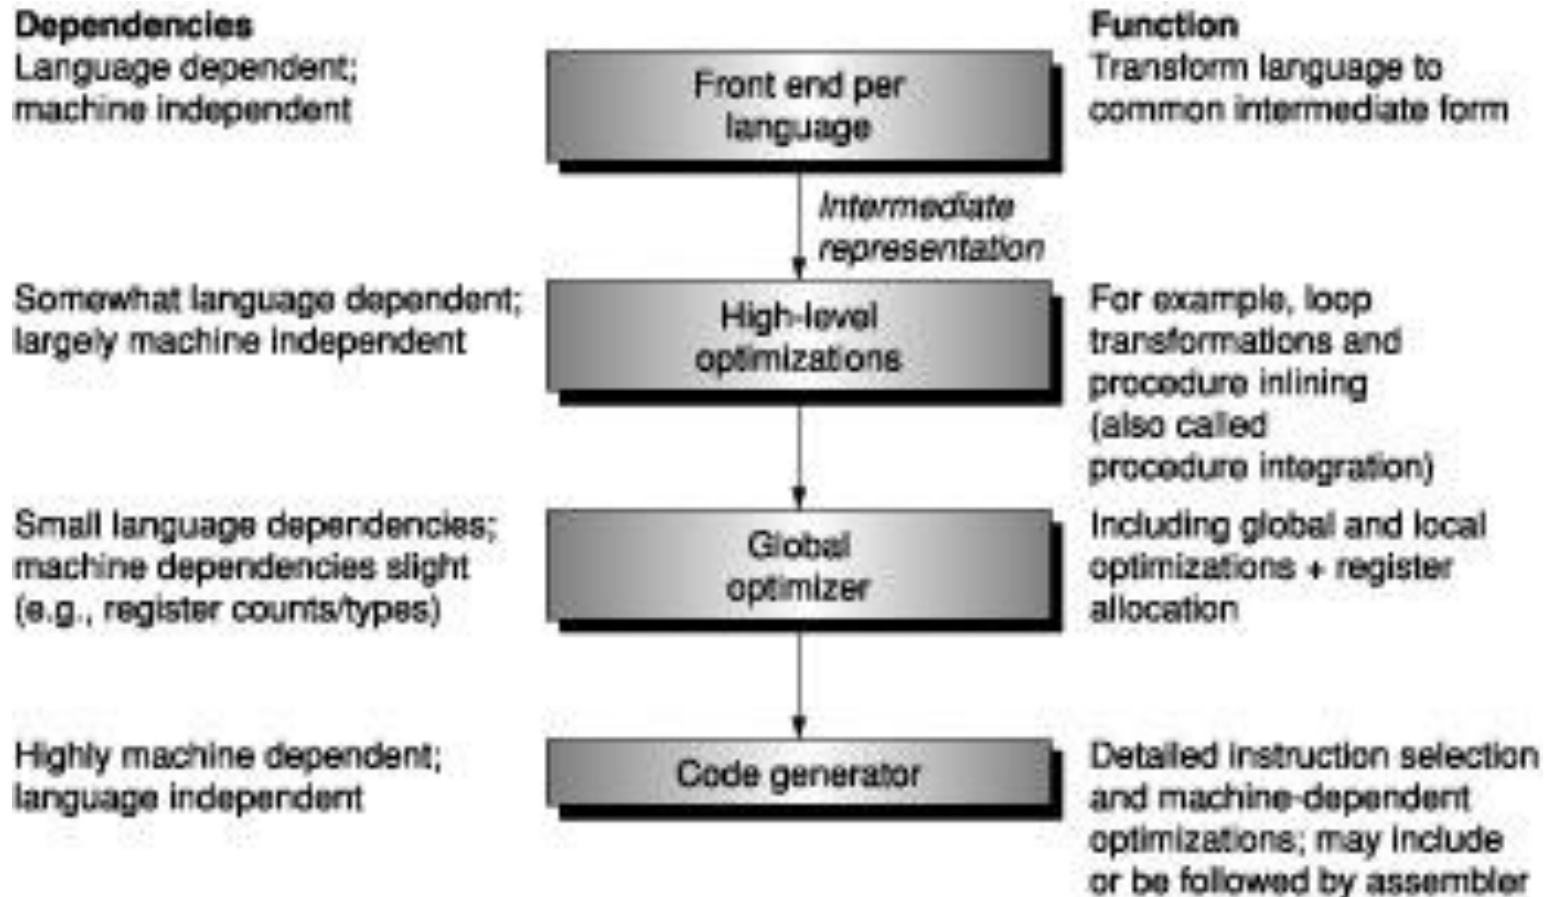 Dependencies
Language dependent;
machine independent
Front end per
language
Function
Transform language to
common intermediate form
Intermediate
representation
Somewhat language dependent;
largely machine independent
High-level
optimizations
For example, loop
transformations and
procedure inlining
(also called
procedure integration)
Small language dependencies;
machine dependencies slight
(e.g., register counts/types)
Global
optimizer
Including global and local
optimizations + register
allocation
Highly machine dependent;
language independent
Code generator
Detailed instruction selection
and machine-dependent
optimizations; may include
or be followed by assembler